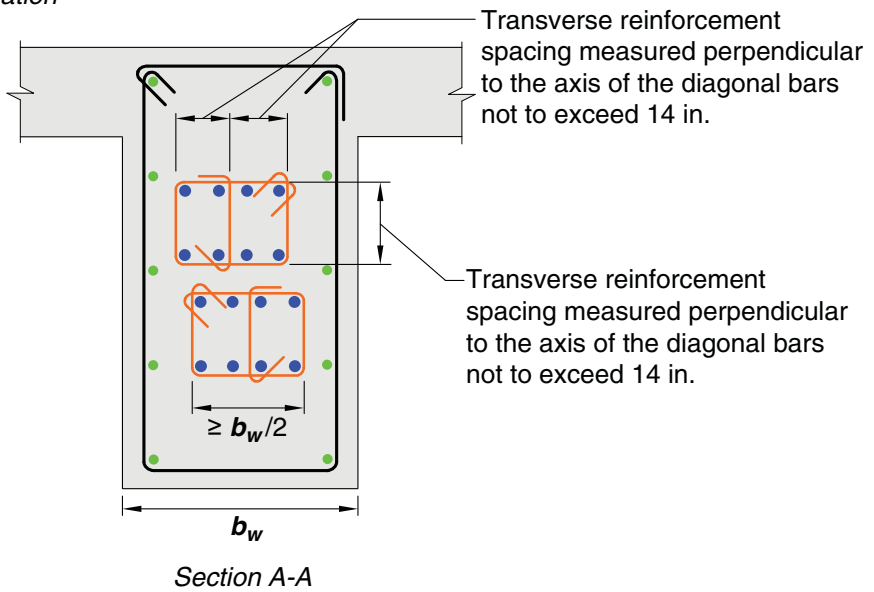 Transverse reinforcement
spacing measured perpendicular
to the axis of the diagonal bars
not to exceed 14 in.
Transverse reinforcement
spacing measured perpendicular
to the axis of the diagonal bars
not to exceed 14 in.
≥ bw/2
bw
Section A-A